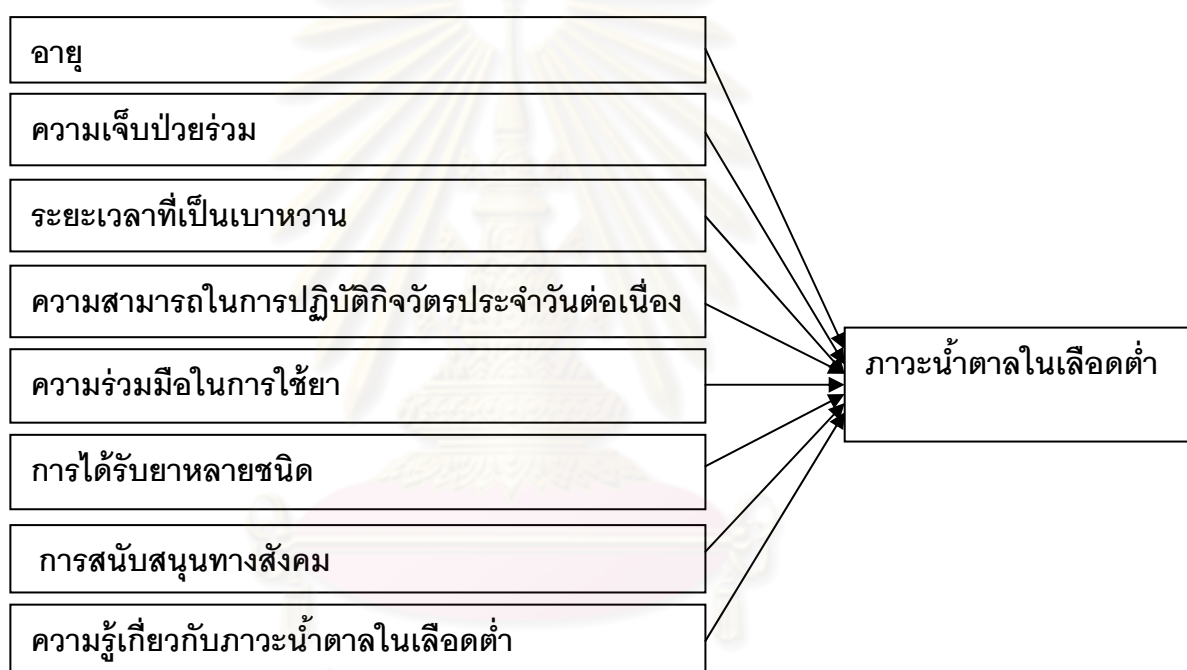 อายุ
ความเจ็บป่วยร่วม
ระยะเวลาที่เป็นเบาหวาน
ความสามารถในการปฏิบัติกิจวัตรประจำวันต่อเนื่อง
ความร่วมมือในการใช้ยา
การได้รับยาหลายชนิด
การสนับสนุนทางสังคม
ความรู้เกี่ยวกับภาวะน้ำตาลในเลือดต่ำ
ภาวะน้ำตาลในเลือดต่ำ